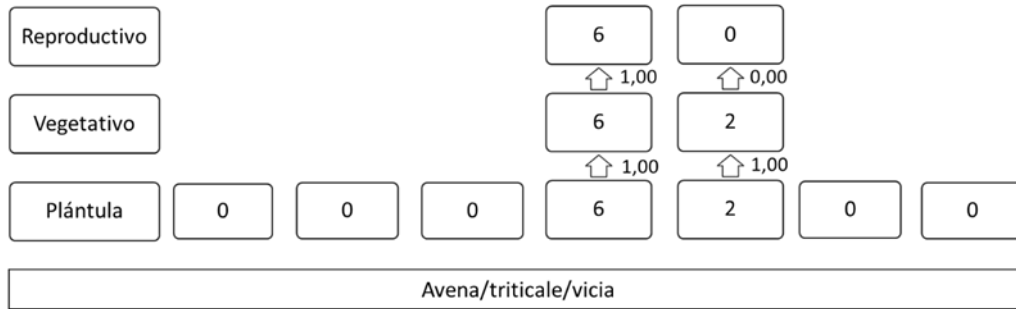 Reproductivo 6 0
1,00 0,00
Vegetativo 6 2
1,00 1,00
Plántula 0 0 0 6 2 0 0
Avena/triticale/vicia